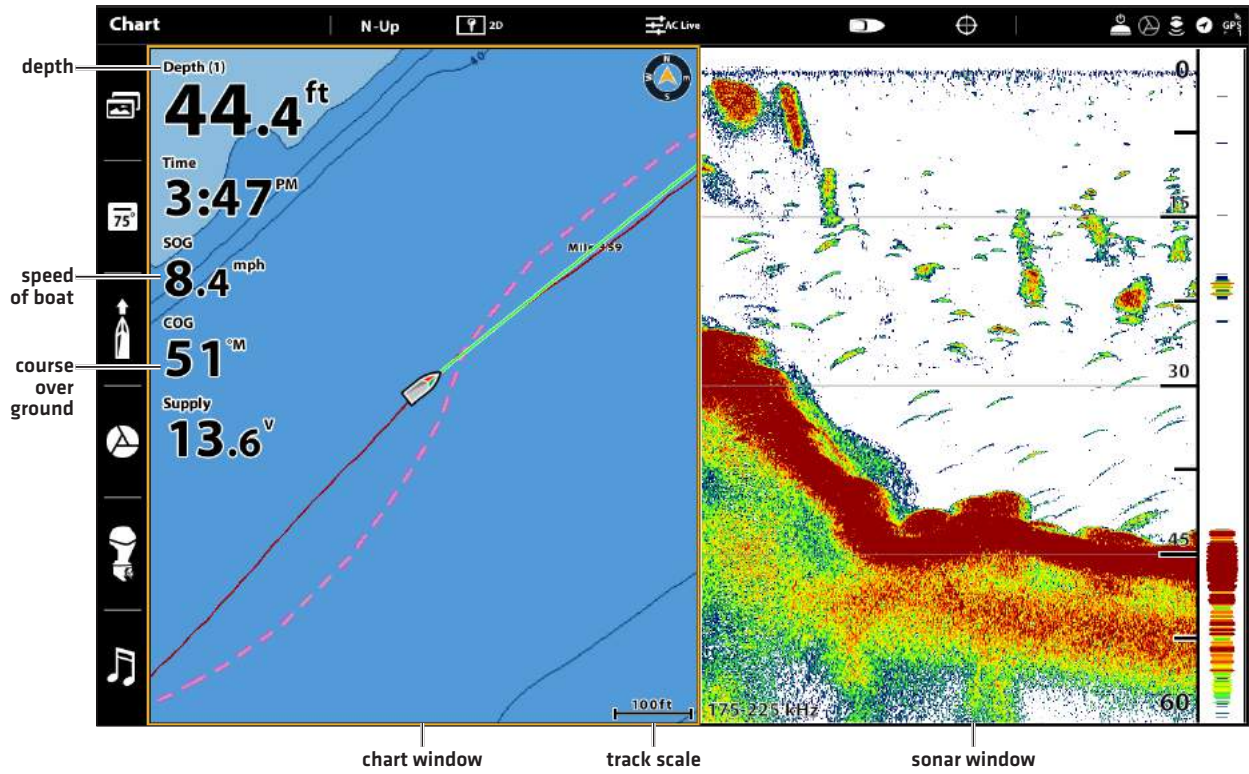 Chart
N-Up
2D
AC Live
GPS
depth
Depth (1)
44.4 ft
Time
3:47 PM
75°
SOG
8.4 mph
speed
of boat
COG
51 °M
course
over
ground
Supply
13.6 V
40
N
E
S
W
100ft
0
15
30
45
60
175-225 kHz
chart window
track scale
sonar window